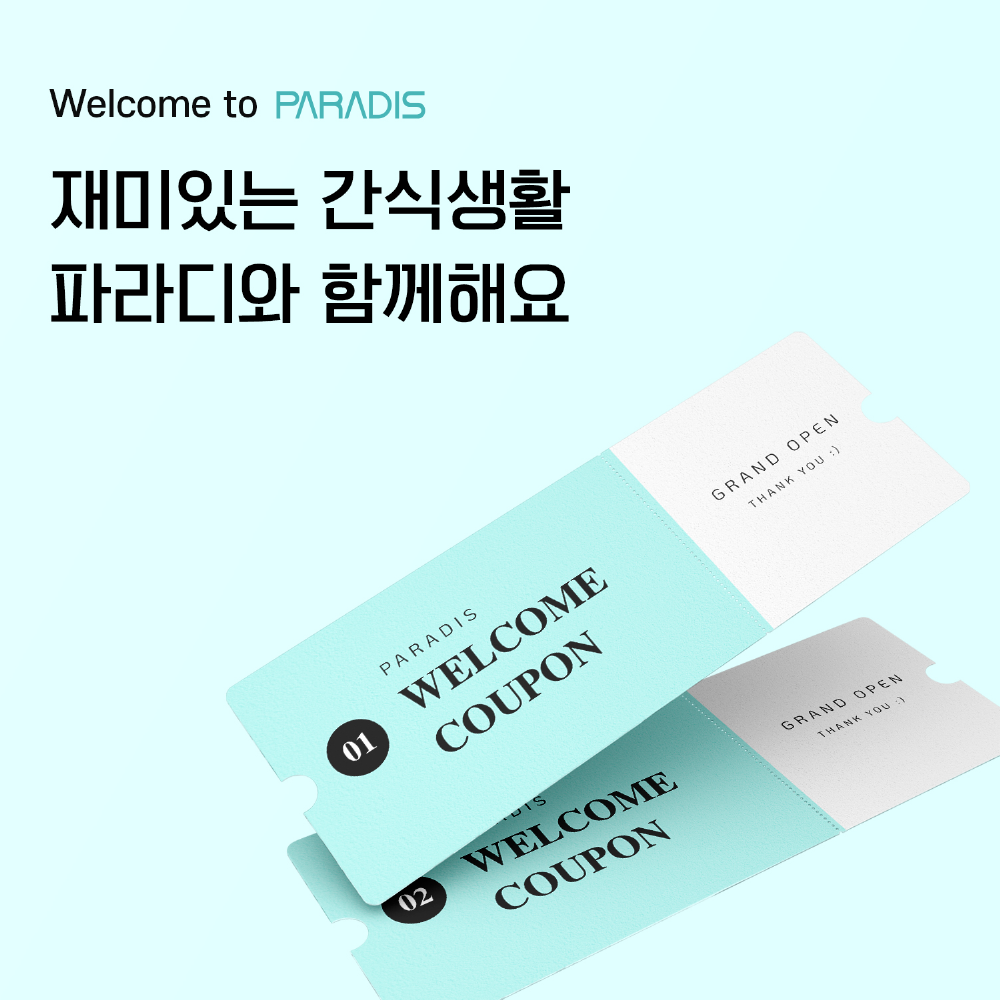 Welcome to PARADIS
재미있는 간식생활
파라디와 함께해요
GRAND OPEN
THANK YOU :)
PARADIS
WELCOME
COUPON
01
GRAND OPEN
THANK YOU :)
WELCOME
COUPON
02